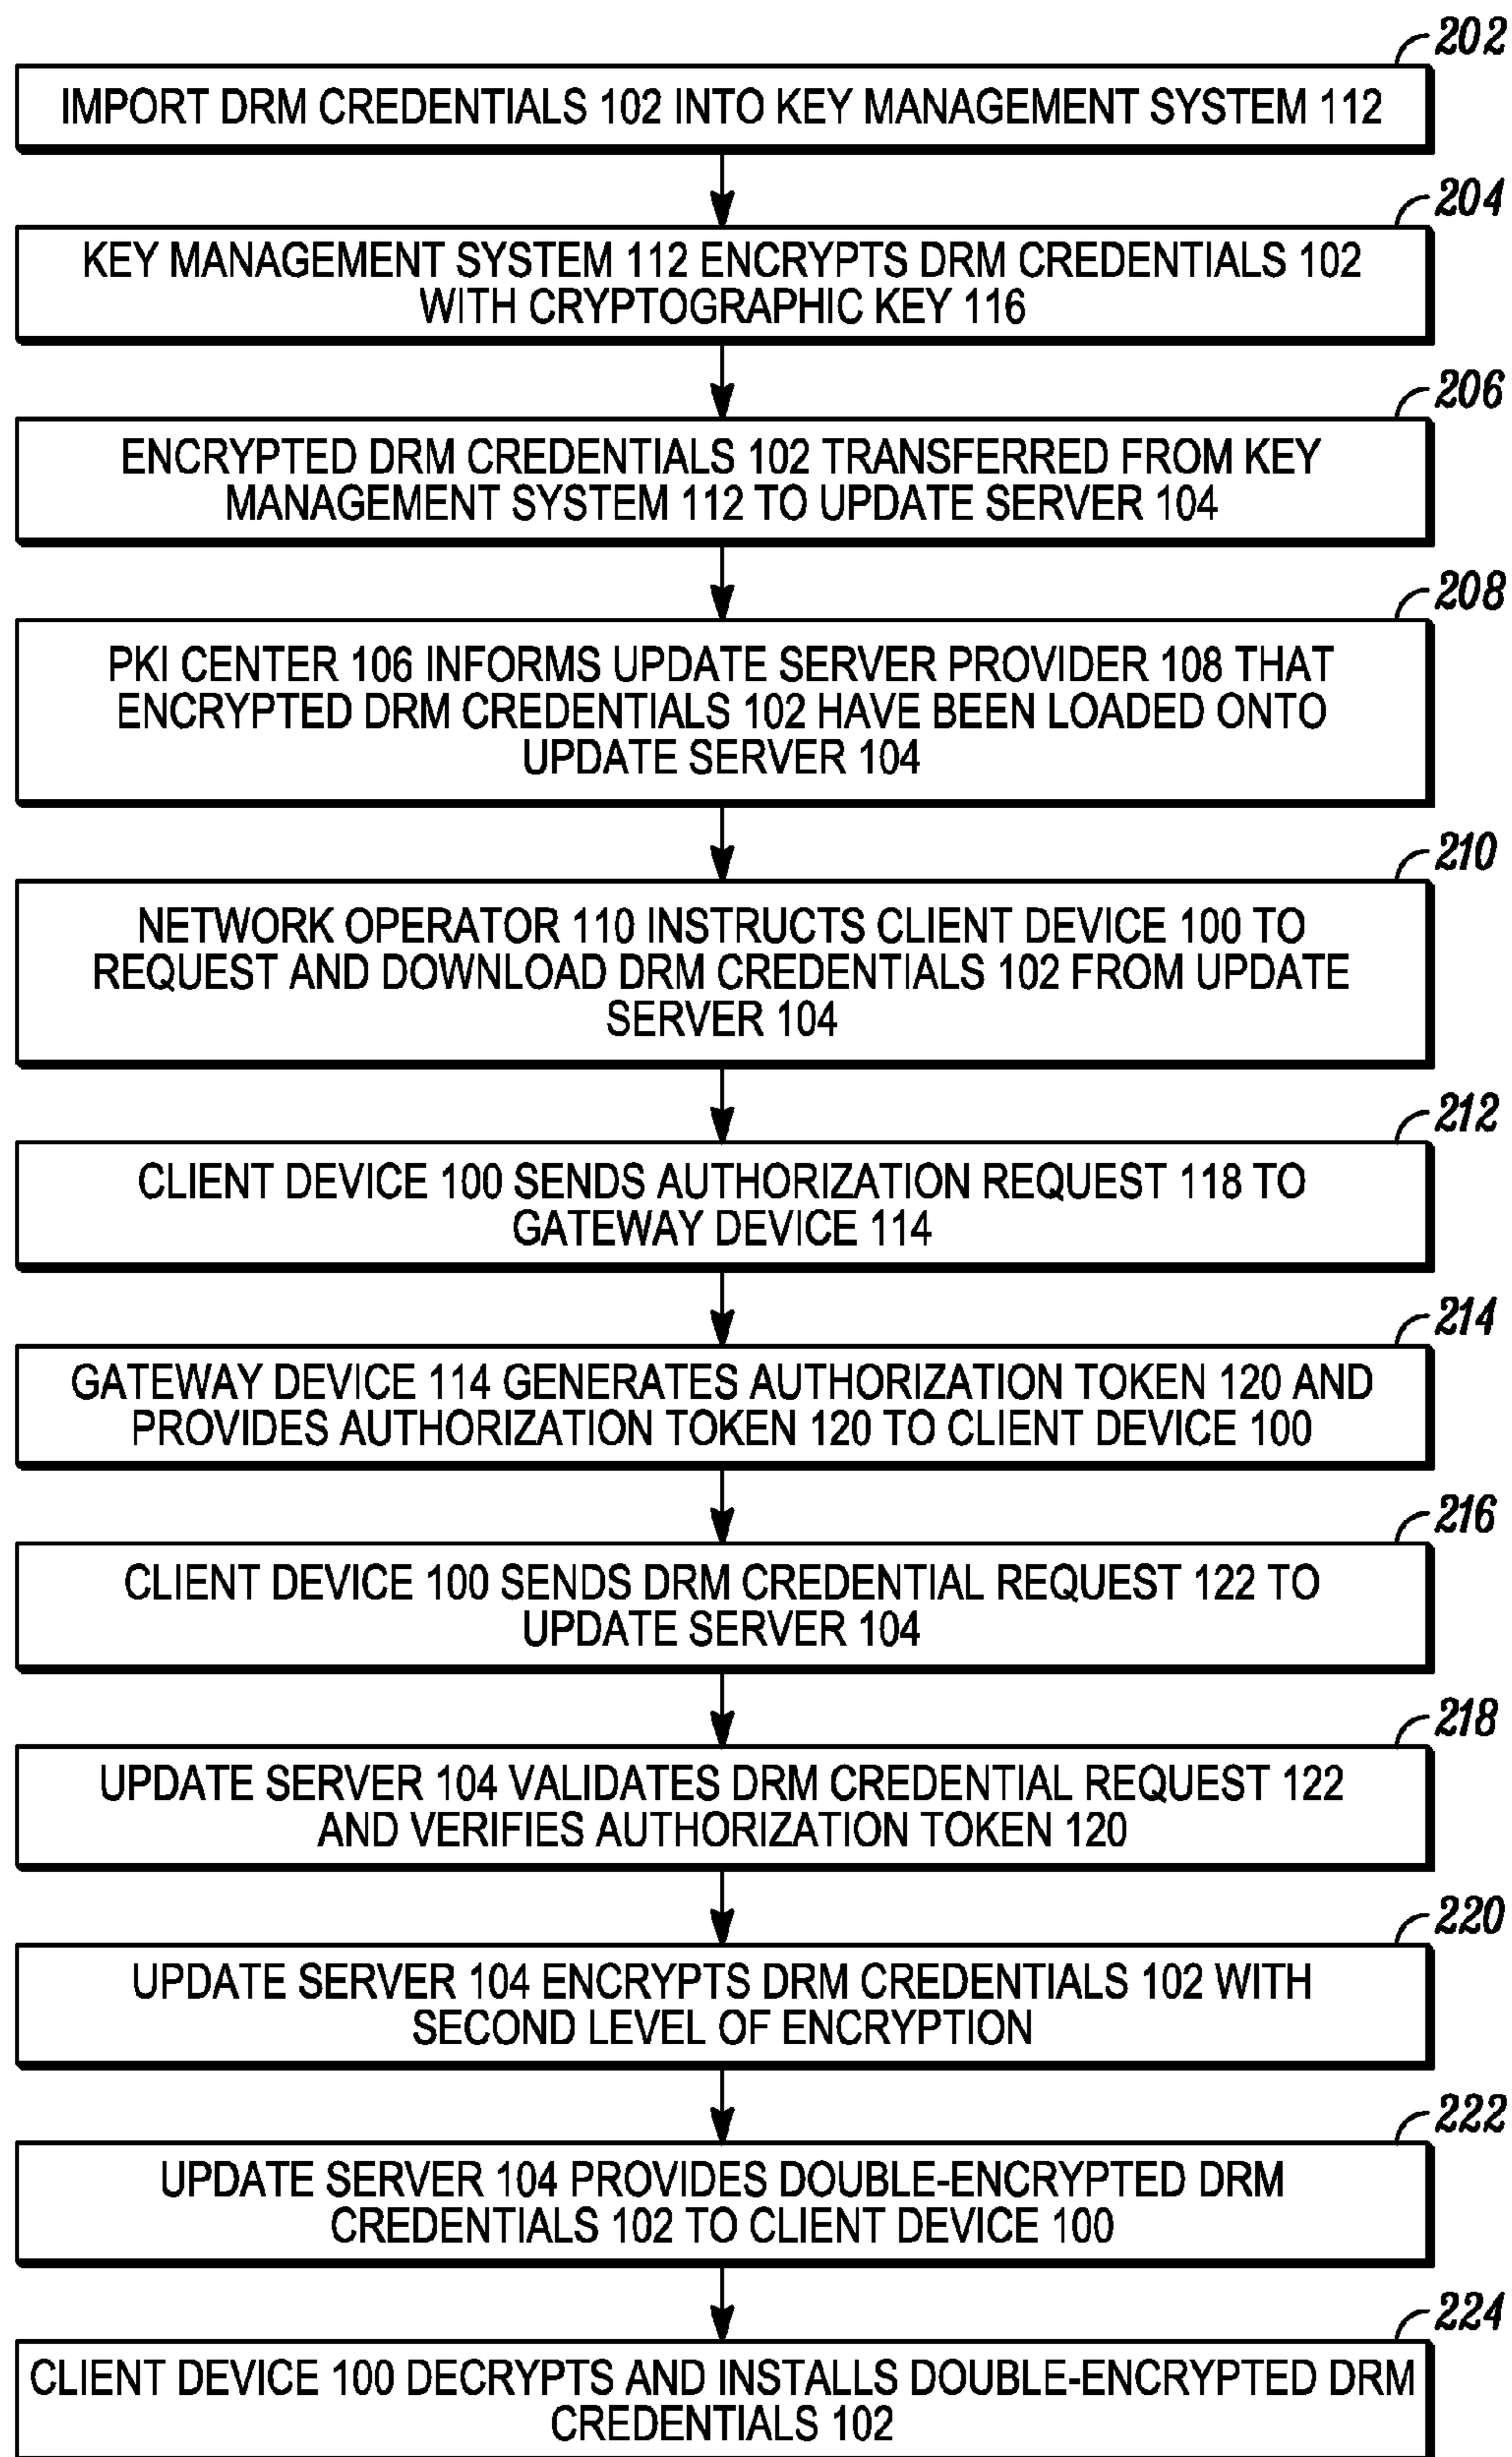 202
IMPORT DRM CREDENTIALS 102 INTO KEY MANAGEMENT SYSTEM 112
204
KEY MANAGEMENT SYSTEM 112 ENCRYPTS DRM CREDENTIALS 102
WITH CRYPTOGRAPHIC KEY 116
206
ENCRYPTED DRM CREDENTIALS 102 TRANSFERRED FROM KEY
MANAGEMENT SYSTEM 112 TO UPDATE SERVER 104
208
PKI CENTER 106 INFORMS UPDATE SERVER PROVIDER 108 THAT
ENCRYPTED DRM CREDENTIALS 102 HAVE BEEN LOADED ONTO
UPDATE SERVER 104
210
NETWORK OPERATOR 110 INSTRUCTS CLIENT DEVICE 100 TO
REQUEST AND DOWNLOAD DRM CREDENTIALS 102 FROM UPDATE
SERVER 104
212
CLIENT DEVICE 100 SENDS AUTHORIZATION REQUEST 118 TO
GATEWAY DEVICE 114
214
GATEWAY DEVICE 114 GENERATES AUTHORIZATION TOKEN 120 AND
PROVIDES AUTHORIZATION TOKEN 120 TO CLIENT DEVICE 100
216
CLIENT DEVICE 100 SENDS DRM CREDENTIAL REQUEST 122 TO
UPDATE SERVER 104
218
UPDATE SERVER 104 VALIDATES DRM CREDENTIAL REQUEST 122
AND VERIFIES AUTHORIZATION TOKEN 120
220
UPDATE SERVER 104 ENCRYPTS DRM CREDENTIALS 102 WITH
SECOND LEVEL OF ENCRYPTION
222
UPDATE SERVER 104 PROVIDES DOUBLE-ENCRYPTED DRM
CREDENTIALS 102 TO CLIENT DEVICE 100
224
CLIENT DEVICE 100 DECRYPTS AND INSTALLS DOUBLE-ENCRYPTED DRM
CREDENTIALS 102